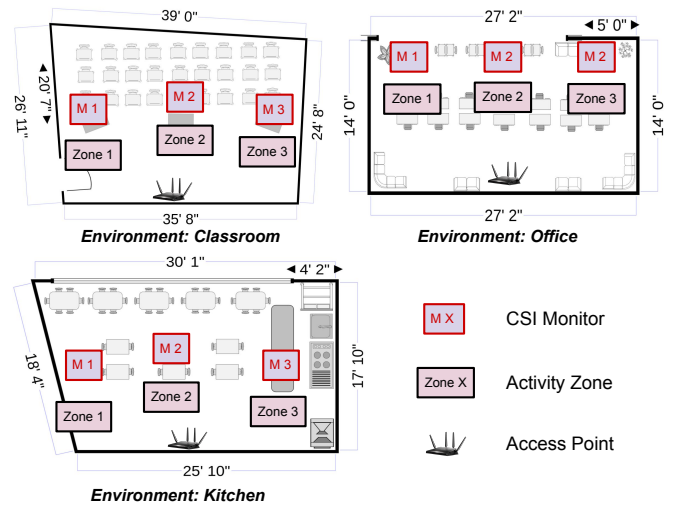 39' 0"
26' 11"
20' 7"
24' 8"
M 1
M 2
M 3
Zone 1
Zone 2
Zone 3
35' 8"
Environment: Classroom
27' 2"
5' 0"
14' 0"
14' 0"
M 1
M 2
M 2
Zone 1
Zone 2
Zone 3
27' 2"
Environment: Office
30' 1"
4' 2"
18' 4"
17' 10"
M 1
M 2
M 3
Zone 1
Zone 2
Zone 3
25' 10"
Environment: Kitchen
M X
CSI Monitor
Zone X
Activity Zone
Access Point